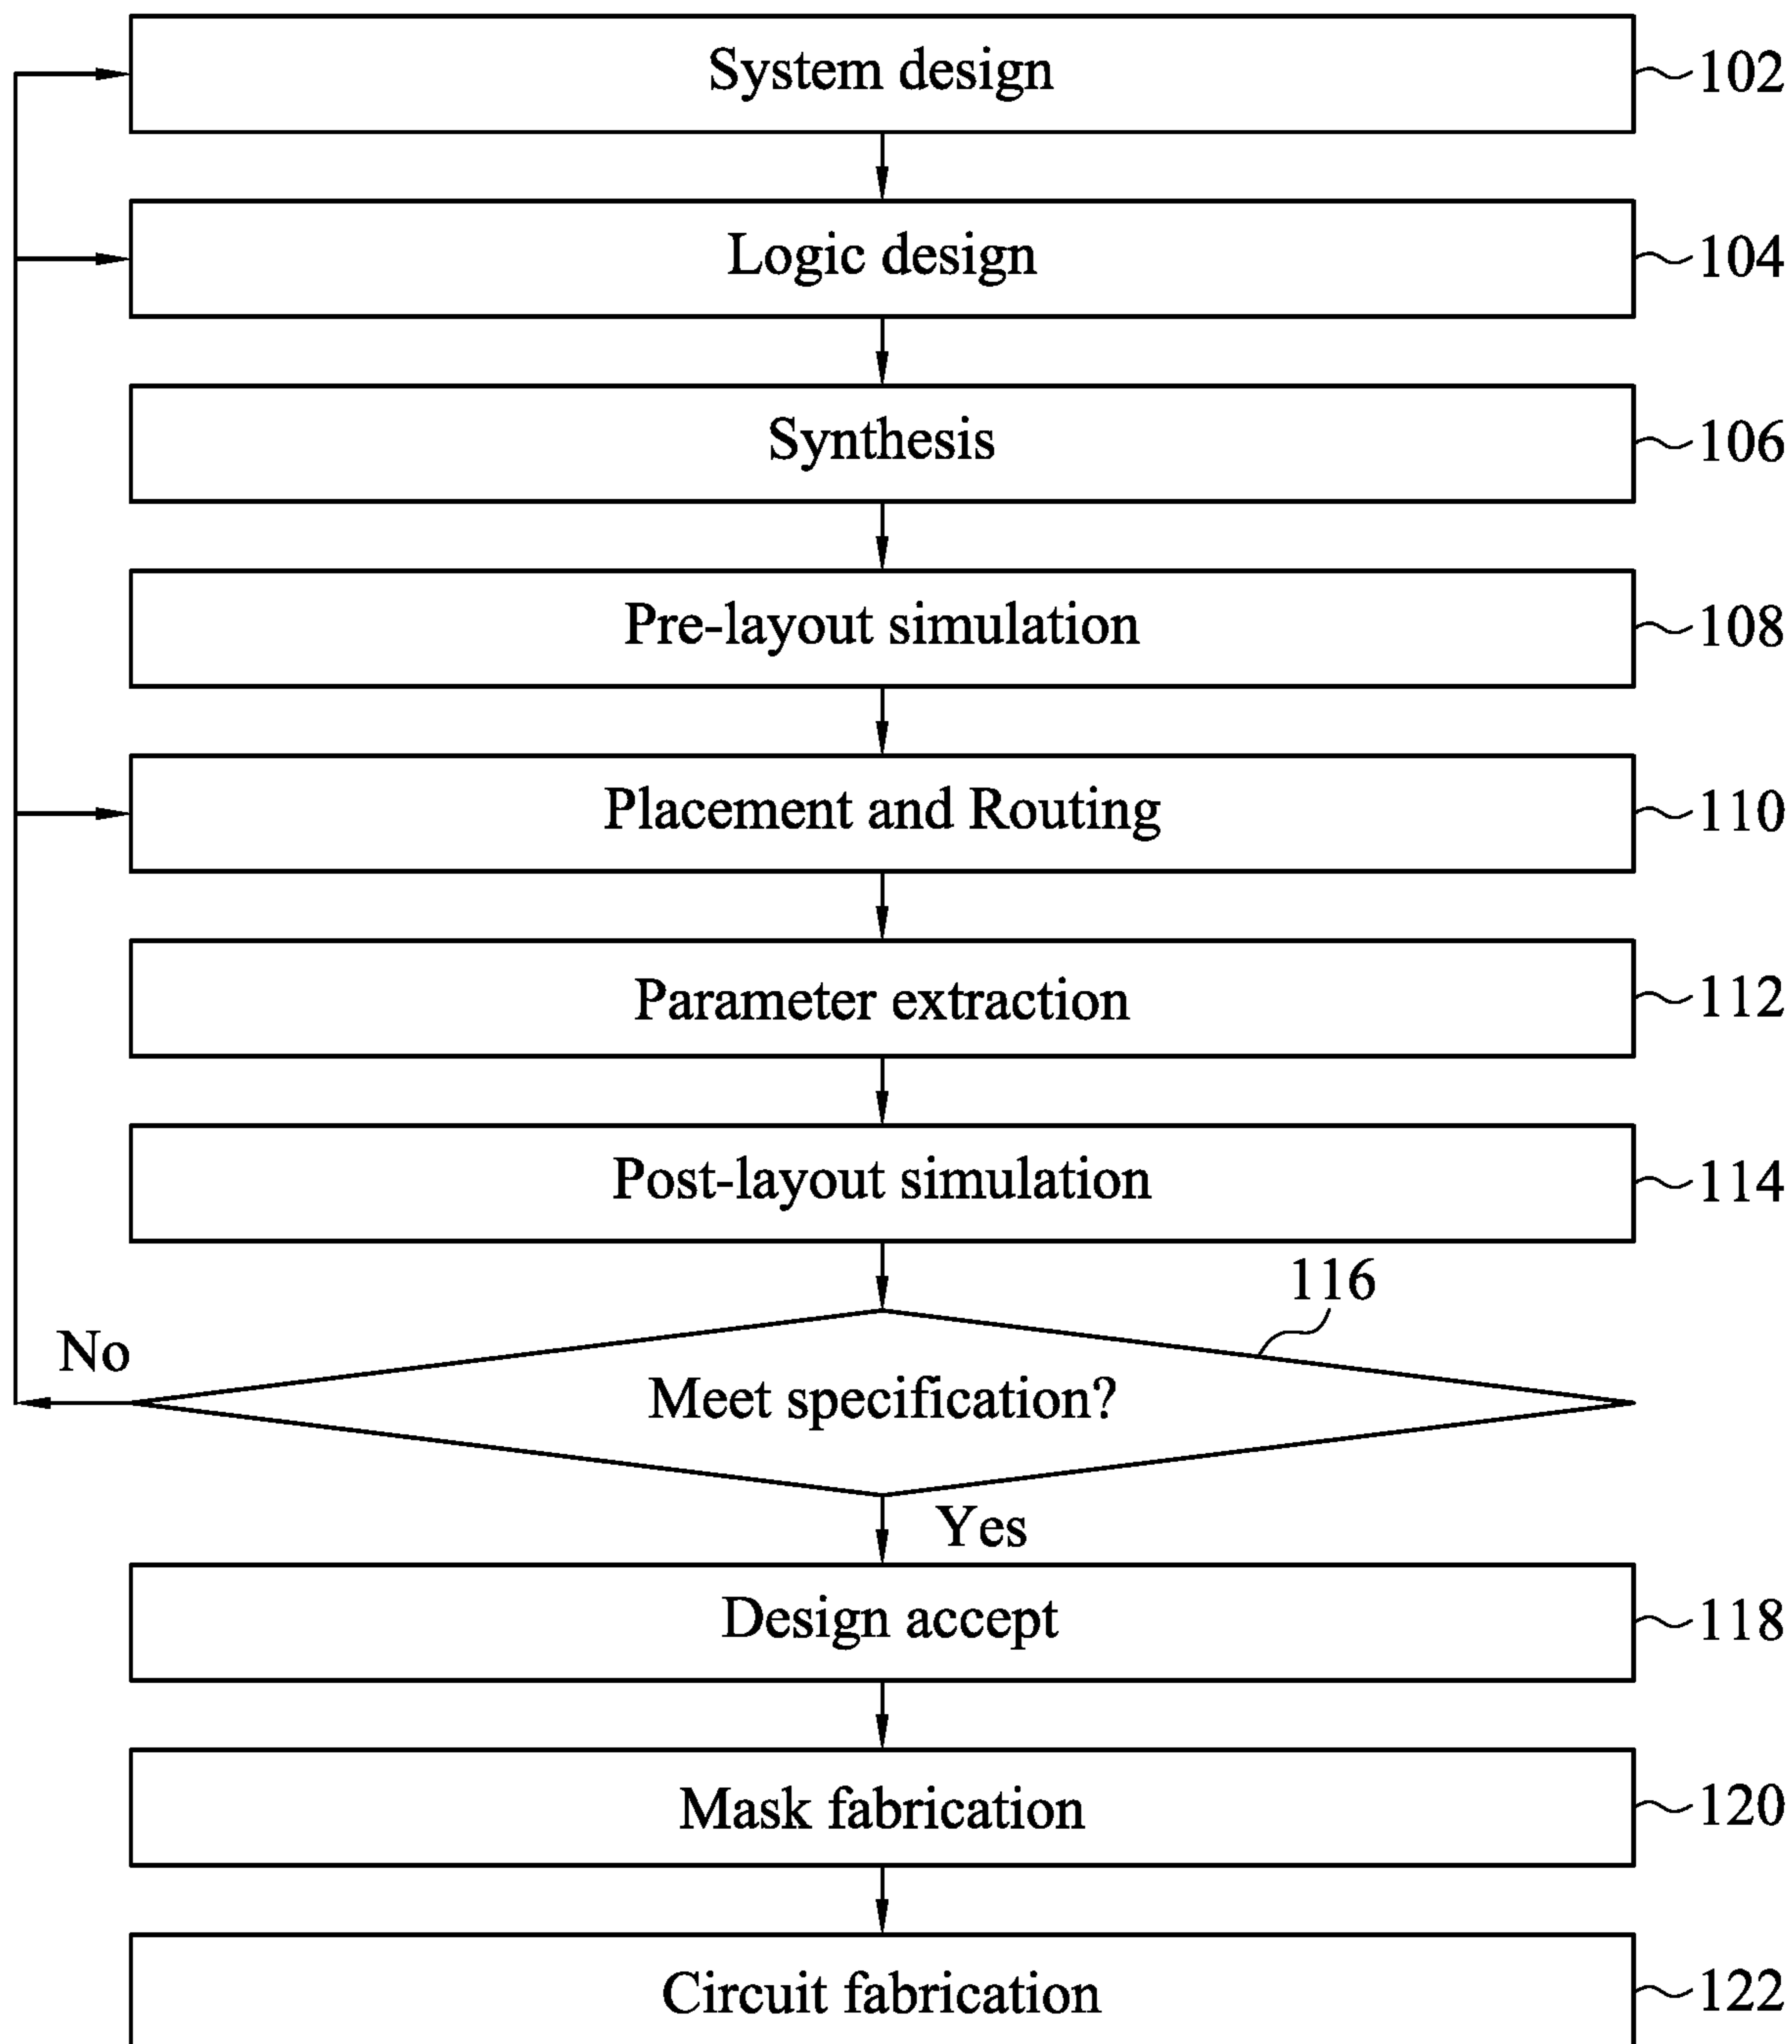 System design
102
Logic design
104
Synthesis
106
Pre-layout simulation
108
Placement and Routing
110
Parameter extraction
112
Post-layout simulation
114
116
No
Meet specification?
Yes
Design accept
118
Mask fabrication
120
Circuit fabrication
122